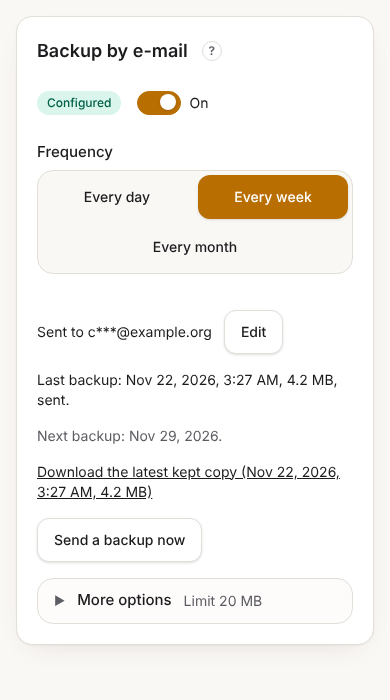 Backup by e-mail ?
Configured On
Frequency
Every day Every week
Every month
Sent to c***@example.org Edit
Last backup: Nov 22, 2026, 3:27 AM, 4.2 MB,
sent.
Next backup: Nov 29, 2026.
Download the latest kept copy (Nov 22, 2026,
3:27 AM, 4.2 MB)
Send a backup now
More options Limit 20 MB